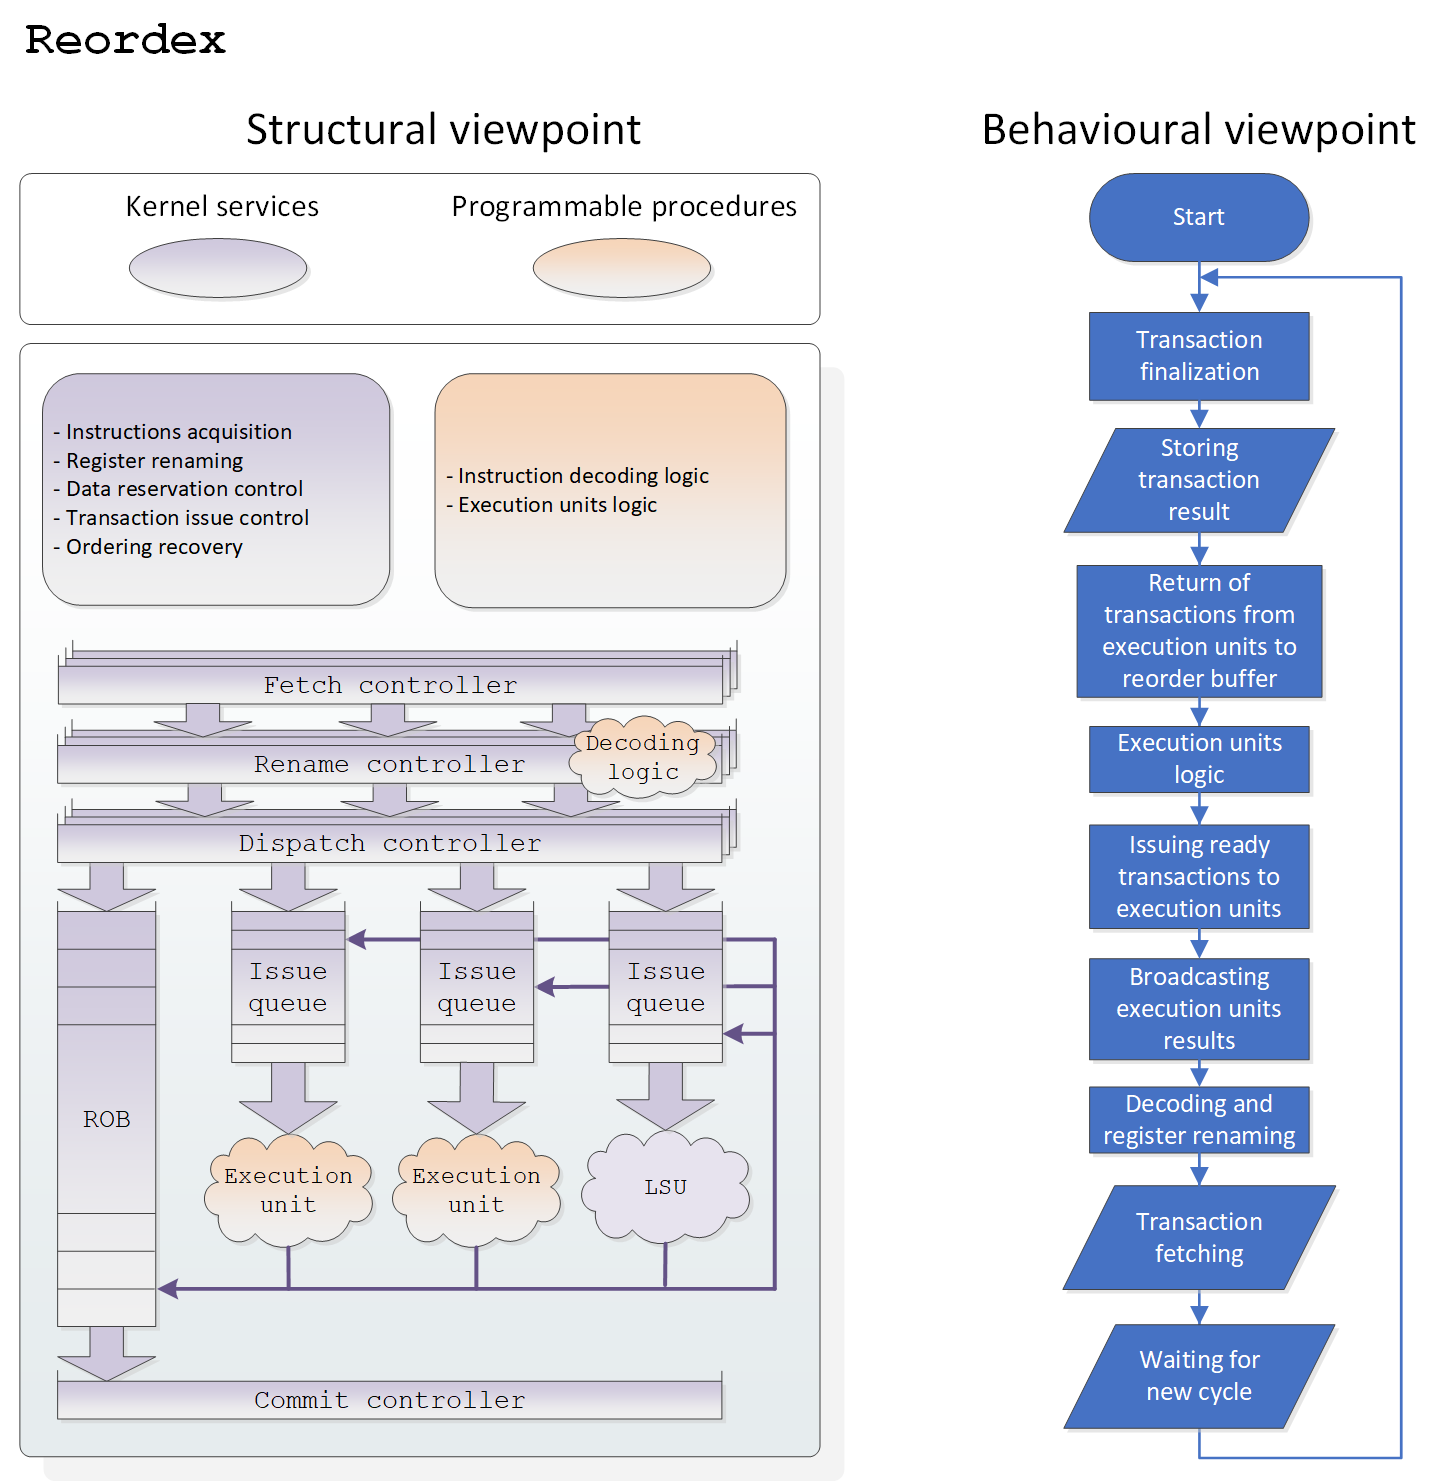 Reordex
Structural viewpoint
Kernel services
Programmable procedures
- Instructions acquisition
- Register renaming
- Data reservation control
- Transaction issue control
- Ordering recovery
- Instruction decoding logic
- Execution units logic
Fetch controller
Decoding
logic
Rename controller
Dispatch controller
Issue
queue
Issue
queue
Issue
queue
ROB
Execution
unit
Execution
unit
LSU
Commit controller
Behavioural viewpoint
Start
Transaction
finalization
Storing
transaction
result
Return of
transactions from
execution units to
reorder buffer
Execution units
logic
Issuing ready
transactions to
execution units
Broadcasting
execution units
results
Decoding and
register renaming
Transaction
fetching
Waiting for
new cycle